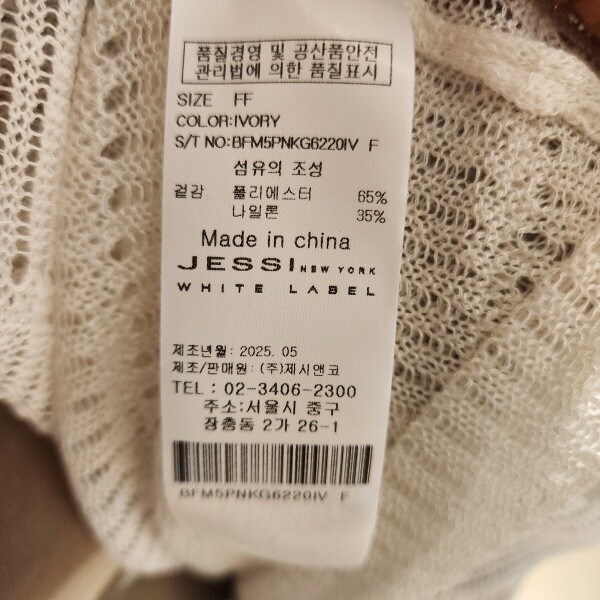 품질경영 및 공산품안전
관리법에 의한 품질표시
SIZE FF
COLOR:IVORY
S/T NO:BFM5PNKG6220IV F
섬유의 조성
겉감 폴리에스터 65%
나일론 35%
Made in china
JESSI NEW YORK
WHITE LABEL
제조년월: 2025. 05
제조/판매원: (주)제시앤코
TEL : 02-3406-2300
주소:서울시 중구
장충동 2가 26-1
BFM5PNKG6220IV F